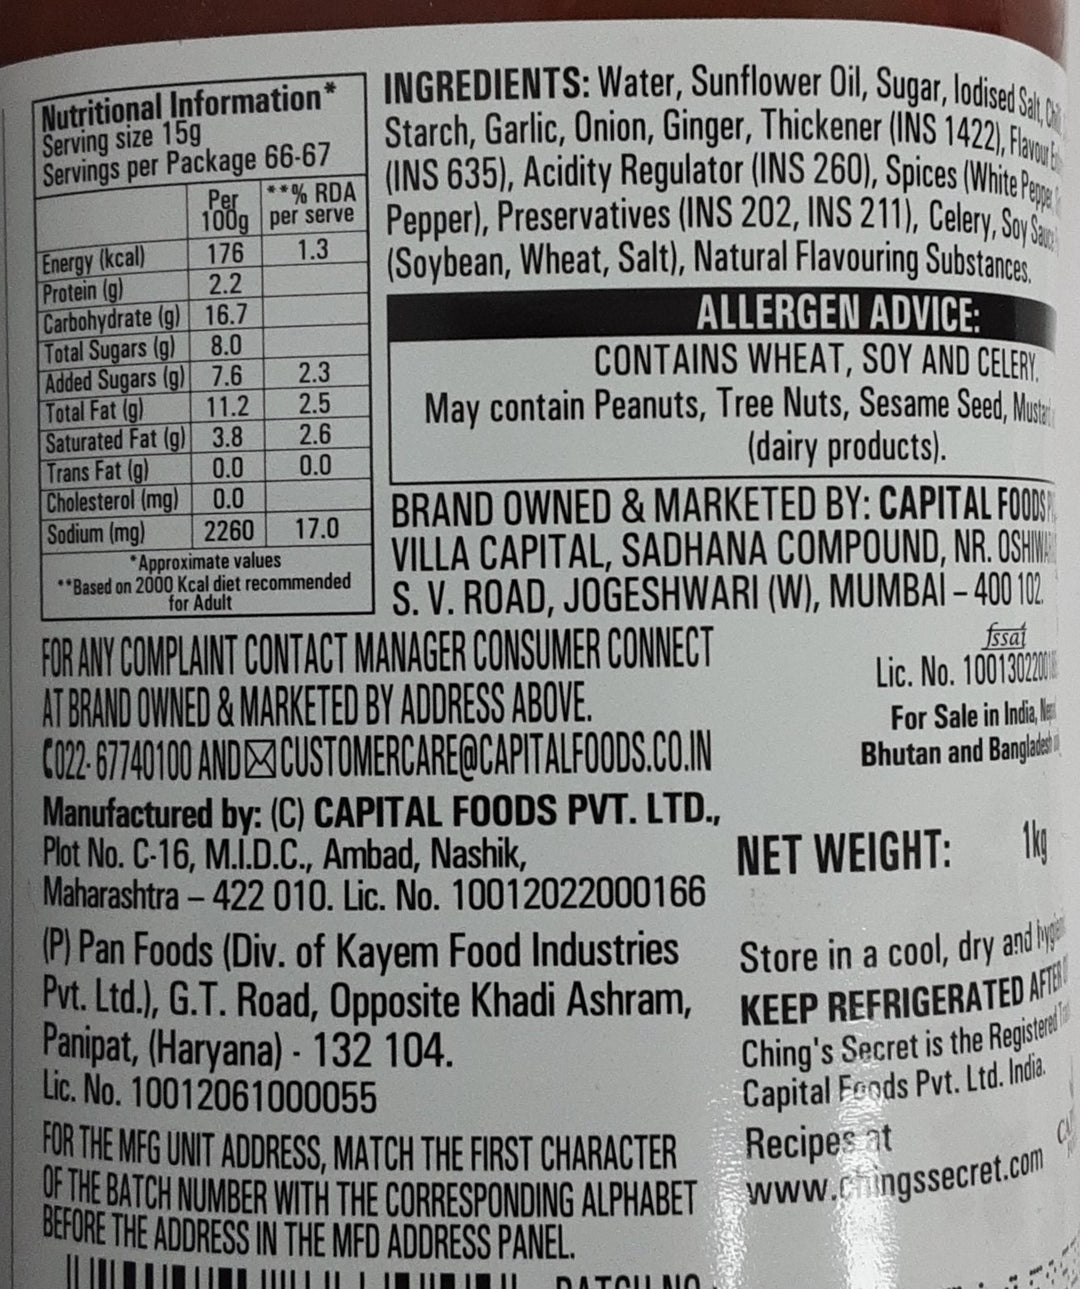 Nutritional Information*
Serving size 15g
Servings per Package 66-67
Per 100g **% RDA per serve
Energy (kcal) 176 1.3
Protein (g) 2.2
Carbohydrate (g) 16.7
Total Sugars (g) 8.0
Added Sugars (g) 7.6 2.3
Total Fat (g) 11.2 2.5
Saturated Fat (g) 3.8 2.6
Trans Fat (g) 0.0 0.0
Cholesterol (mg) 0.0
Sodium (mg) 2260 17.0
*Approximate values
**Based on 2000 Kcal diet recommended
for Adult
INGREDIENTS: Water, Sunflower Oil, Sugar, Iodised Salt,
Starch, Garlic, Onion, Ginger, Thickener (INS 1422), Flavour
(INS 635), Acidity Regulator (INS 260), Spices (White Pepper,
Pepper), Preservatives (INS 202, INS 211), Celery, Soy Sauce
(Soybean, Wheat, Salt), Natural Flavouring Substances.
ALLERGEN ADVICE:
CONTAINS WHEAT, SOY AND CELERY.
May contain Peanuts, Tree Nuts, Sesame Seed,
(dairy products).
BRAND OWNED & MARKETED BY: CAPITAL FOODS
VILLA CAPITAL, SADHANA COMPOUND, NR.
S. V. ROAD, JOGESHWARI (W), MUMBAI – 400 102.
FOR ANY COMPLAINT CONTACT MANAGER CONSUMER CONNECT
AT BRAND OWNED & MARKETED BY ADDRESS ABOVE.
022-67740100 AND CUSTOMERCARE@CAPITALFOODS.CO.IN
fssai
Lic. No.
For Sale in India,
Bhutan and Bangladesh
Manufactured by: (C) CAPITAL FOODS PVT. LTD.,
Plot No. C-16, M.I.D.C., Ambad, Nashik,
Maharashtra – 422 010. Lic. No. 10012022000166
(P) Pan Foods (Div. of Kayem Food Industries
Pvt. Ltd.), G.T. Road, Opposite Khadi Ashram,
Panipat, (Haryana) - 132 104.
Lic. No. 10012061000055
FOR THE MFG UNIT ADDRESS, MATCH THE FIRST CHARACTER
OF THE BATCH NUMBER WITH THE CORRESPONDING ALPHABET
BEFORE THE ADDRESS IN THE MFD ADDRESS PANEL.
NET WEIGHT: 1kg
Store in a cool, dry and
KEEP REFRIGERATED AFTER
Ching's Secret is the Registered
Capital Foods Pvt. Ltd. India.
Recipes at
www.chingssecret.com
BATCH NO